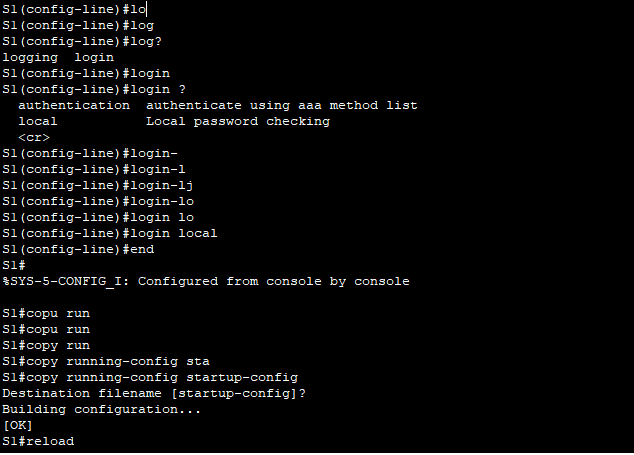 S1(config-line)#lo
S1(config-line)#log
S1(config-line)#log?
logging  login
S1(config-line)#login
S1(config-line)#login ?
  authentication  authenticate using aaa method list
  local           Local password checking
  <cr>
S1(config-line)#login-
S1(config-line)#login-l
S1(config-line)#login-lj
S1(config-line)#login-lo
S1(config-line)#login lo
S1(config-line)#login local
S1(config-line)#end
S1#
%SYS-5-CONFIG_I: Configured from console by console

S1#copu run
S1#copu run
S1#copy run
S1#copy running-config sta
S1#copy running-config startup-config
Destination filename [startup-config]?
Building configuration...
[OK]
S1#reload